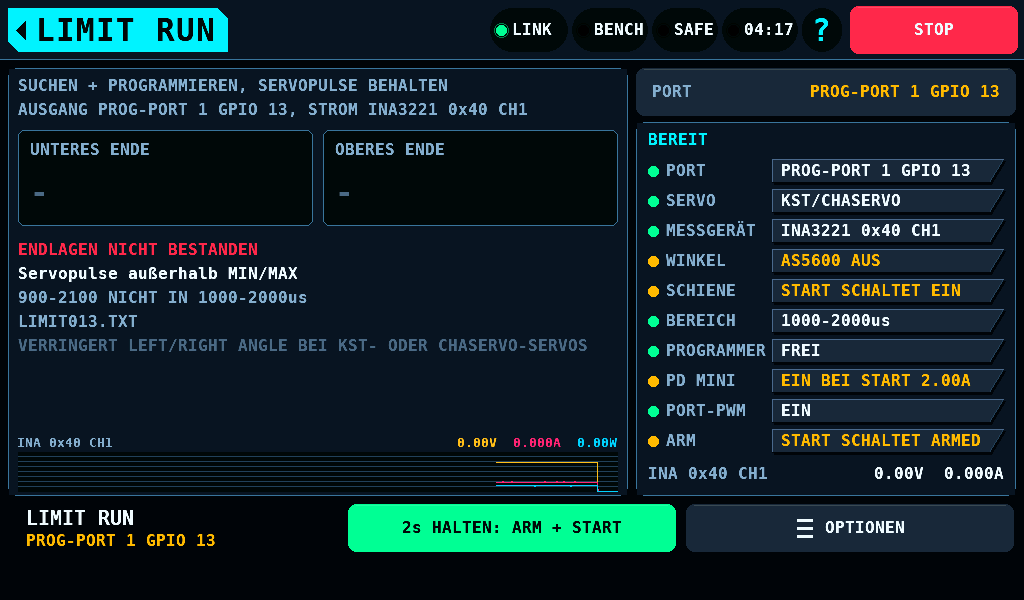 LIMIT RUN
LINK
BENCH
SAFE
04:17
?
STOP
SUCHEN + PROGRAMMIEREN, SERVOPULSE BEHALTEN
AUSGANG PROG-PORT 1 GPIO 13, STROM INA3221 0x40 CH1
UNTERES ENDE
-
OBERES ENDE
-
ENDLAGEN NICHT BESTANDEN
Servopulse außerhalb MIN/MAX
900-2100 NICHT IN 1000-2000us
LIMIT013.TXT
VERRINGERT LEFT/RIGHT ANGLE BEI KST- ODER CHASERVO-SERVOS
INA 0x40 CH1 0.00V 0.000A 0.00W
PORT PROG-PORT 1 GPIO 13
BEREIT
PORT PROG-PORT 1 GPIO 13
SERVO KST/CHASERVO
MESSGERÄT INA3221 0x40 CH1
WINKEL AS5600 AUS
SCHIENE START SCHALTET EIN
BEREICH 1000-2000us
PROGRAMMER FREI
PD MINI EIN BEI START 2.00A
PORT-PWM EIN
ARM START SCHALTET ARMED
INA 0x40 CH1 0.00V 0.000A
LIMIT RUN
PROG-PORT 1 GPIO 13
2s HALTEN: ARM + START
OPTIONEN